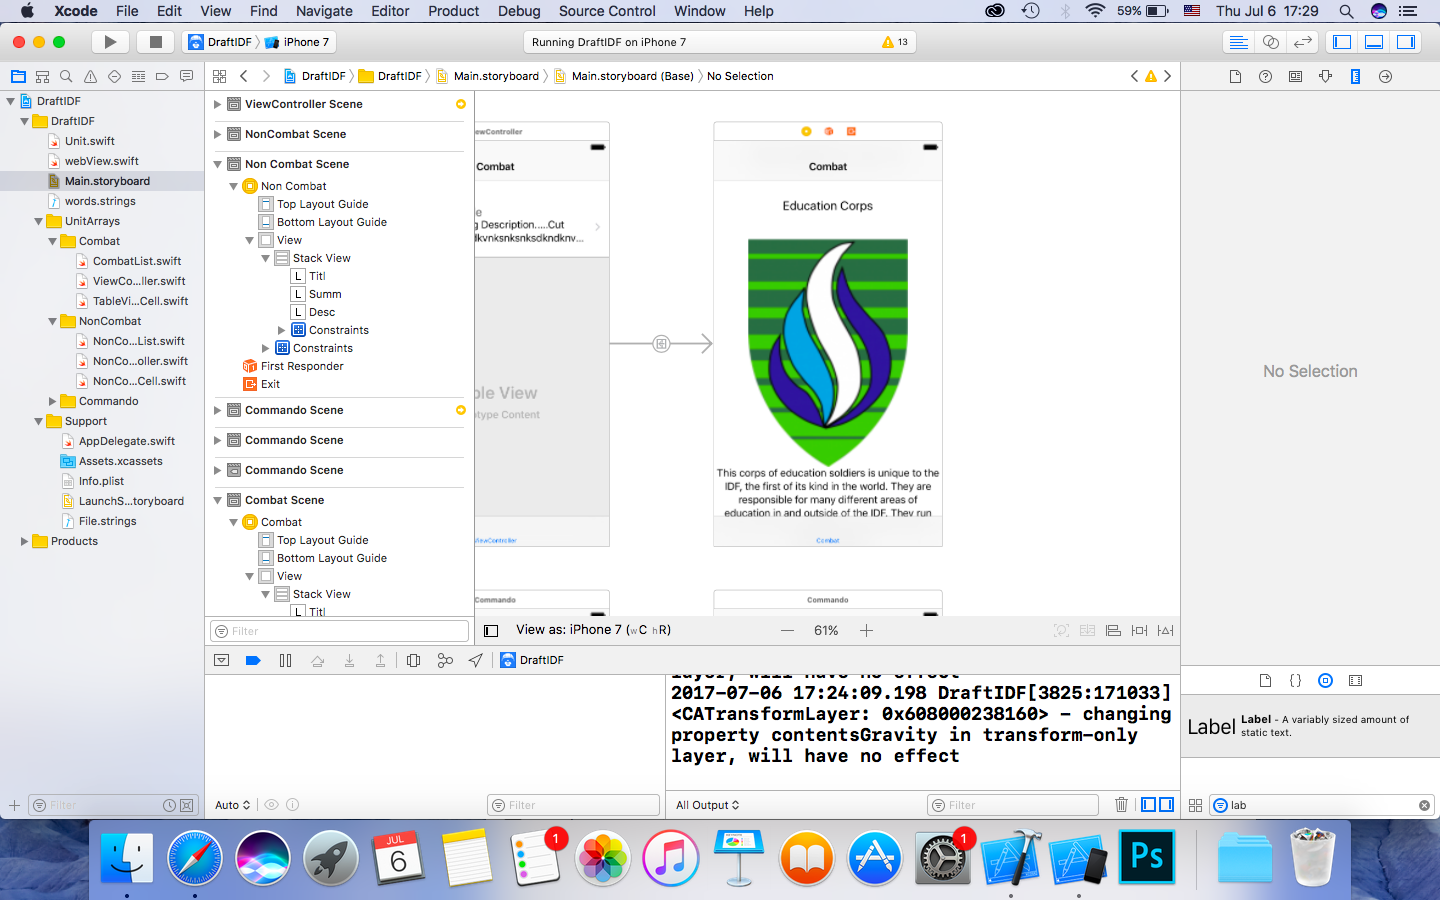 Xcode File Edit View Find Navigate Editor Product Debug Source Control Window Help
59% Thu Jul 6 17:29
DraftIDF iPhone 7
Running DraftIDF on iPhone 7
13
DraftIDF DraftIDF Main.storyboard Main.storyboard (Base) No Selection
DraftIDF
DraftIDF
Unit.swift
webView.swift
Main.storyboard
words.strings
UnitArrays
Combat
CombatList.swift
ViewCo...ller.swift
TableVi...Cell.swift
NonCombat
NonCo...List.swift
NonCo...oller.swift
NonCo...Cell.swift
Commando
Support
AppDelegate.swift
Assets.xcassets
Info.plist
LaunchS...toryboard
File.strings
Products
Filter
ViewController Scene
NonCombat Scene
Non Combat Scene
Non Combat
Top Layout Guide
Bottom Layout Guide
View
Stack View
L Titl
L Summ
L Desc
Constraints
Constraints
First Responder
Exit
Commando Scene
Commando Scene
Commando Scene
Combat Scene
Combat
Top Layout Guide
Bottom Layout Guide
View
Stack View
L Titl
Filter
ewController
Combat
e
g Description.....Cut
dkvnksnksnksdkndknv...
ble View
otype Content
ViewController
Commando
Combat
Education Corps
This corps of education soldiers is unique to the
IDF, the first of its kind in the world. They are
responsible for many different areas of
education in and outside of the IDF. They run
Combat
Commando
View as: iPhone 7 (wC hR)
61%
DraftIDF
layer, will have no effect
2017-07-06 17:24:09.198 DraftIDF[3825:171033]
<CATransformLayer: 0x608000238160> - changing
property contentsGravity in transform-only
layer, will have no effect
Auto
Filter
All Output
Filter
No Selection
Label
Label - A variably sized amount of
static text.
lab
JUL
6
1
1
Ps